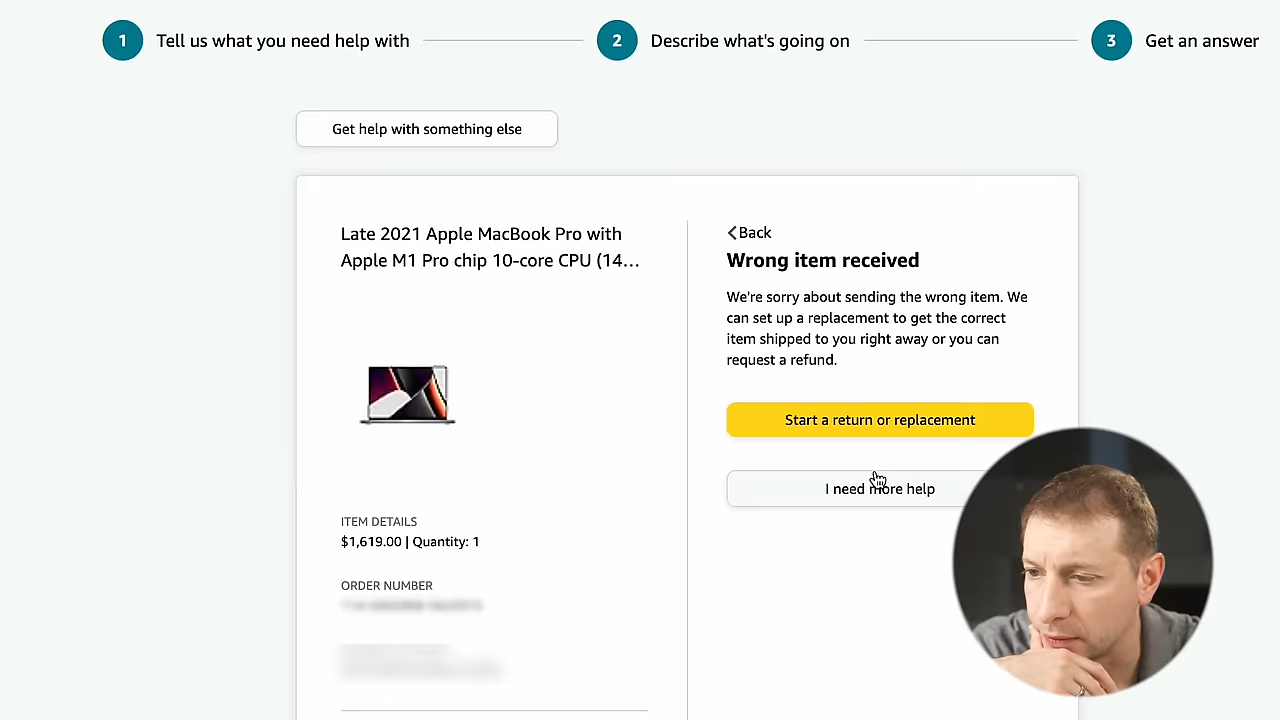 1 Tell us what you need help with 2 Describe what's going on 3 Get an answer
Get help with something else
Late 2021 Apple MacBook Pro with
Apple M1 Pro chip 10-core CPU (14...
ITEM DETAILS
$1,619.00 | Quantity: 1
ORDER NUMBER
Back
Wrong item received
We're sorry about sending the wrong item. We
can set up a replacement to get the correct
item shipped to you right away or you can
request a refund.
Start a return or replacement
I need more help